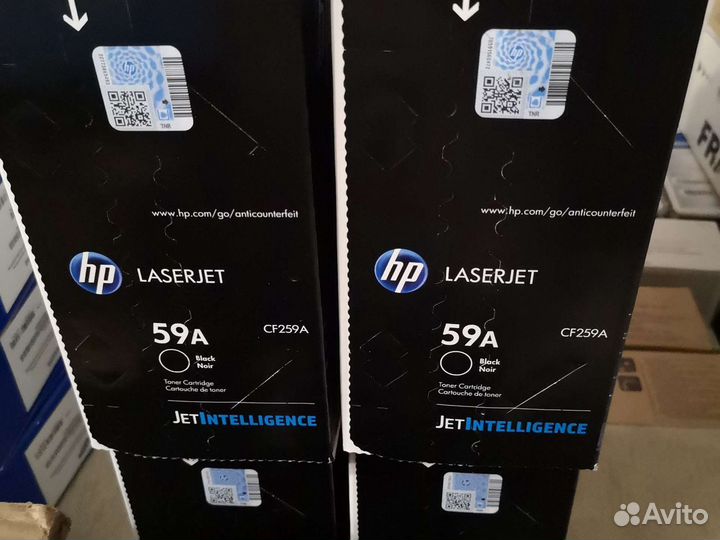 TNR
www.hp.com/go/anticounterfeit
hp LASERJET
59A CF259A
Black
Noir
Toner Cartridge
Cartouche de toner
JETINTELLIGENCE
TNR
www.hp.com/go/anticounterfeit
hp LASERJET
59A CF259A
Black
Noir
Toner Cartridge
Cartouche de toner
JETINTELLIGENCE
Avito